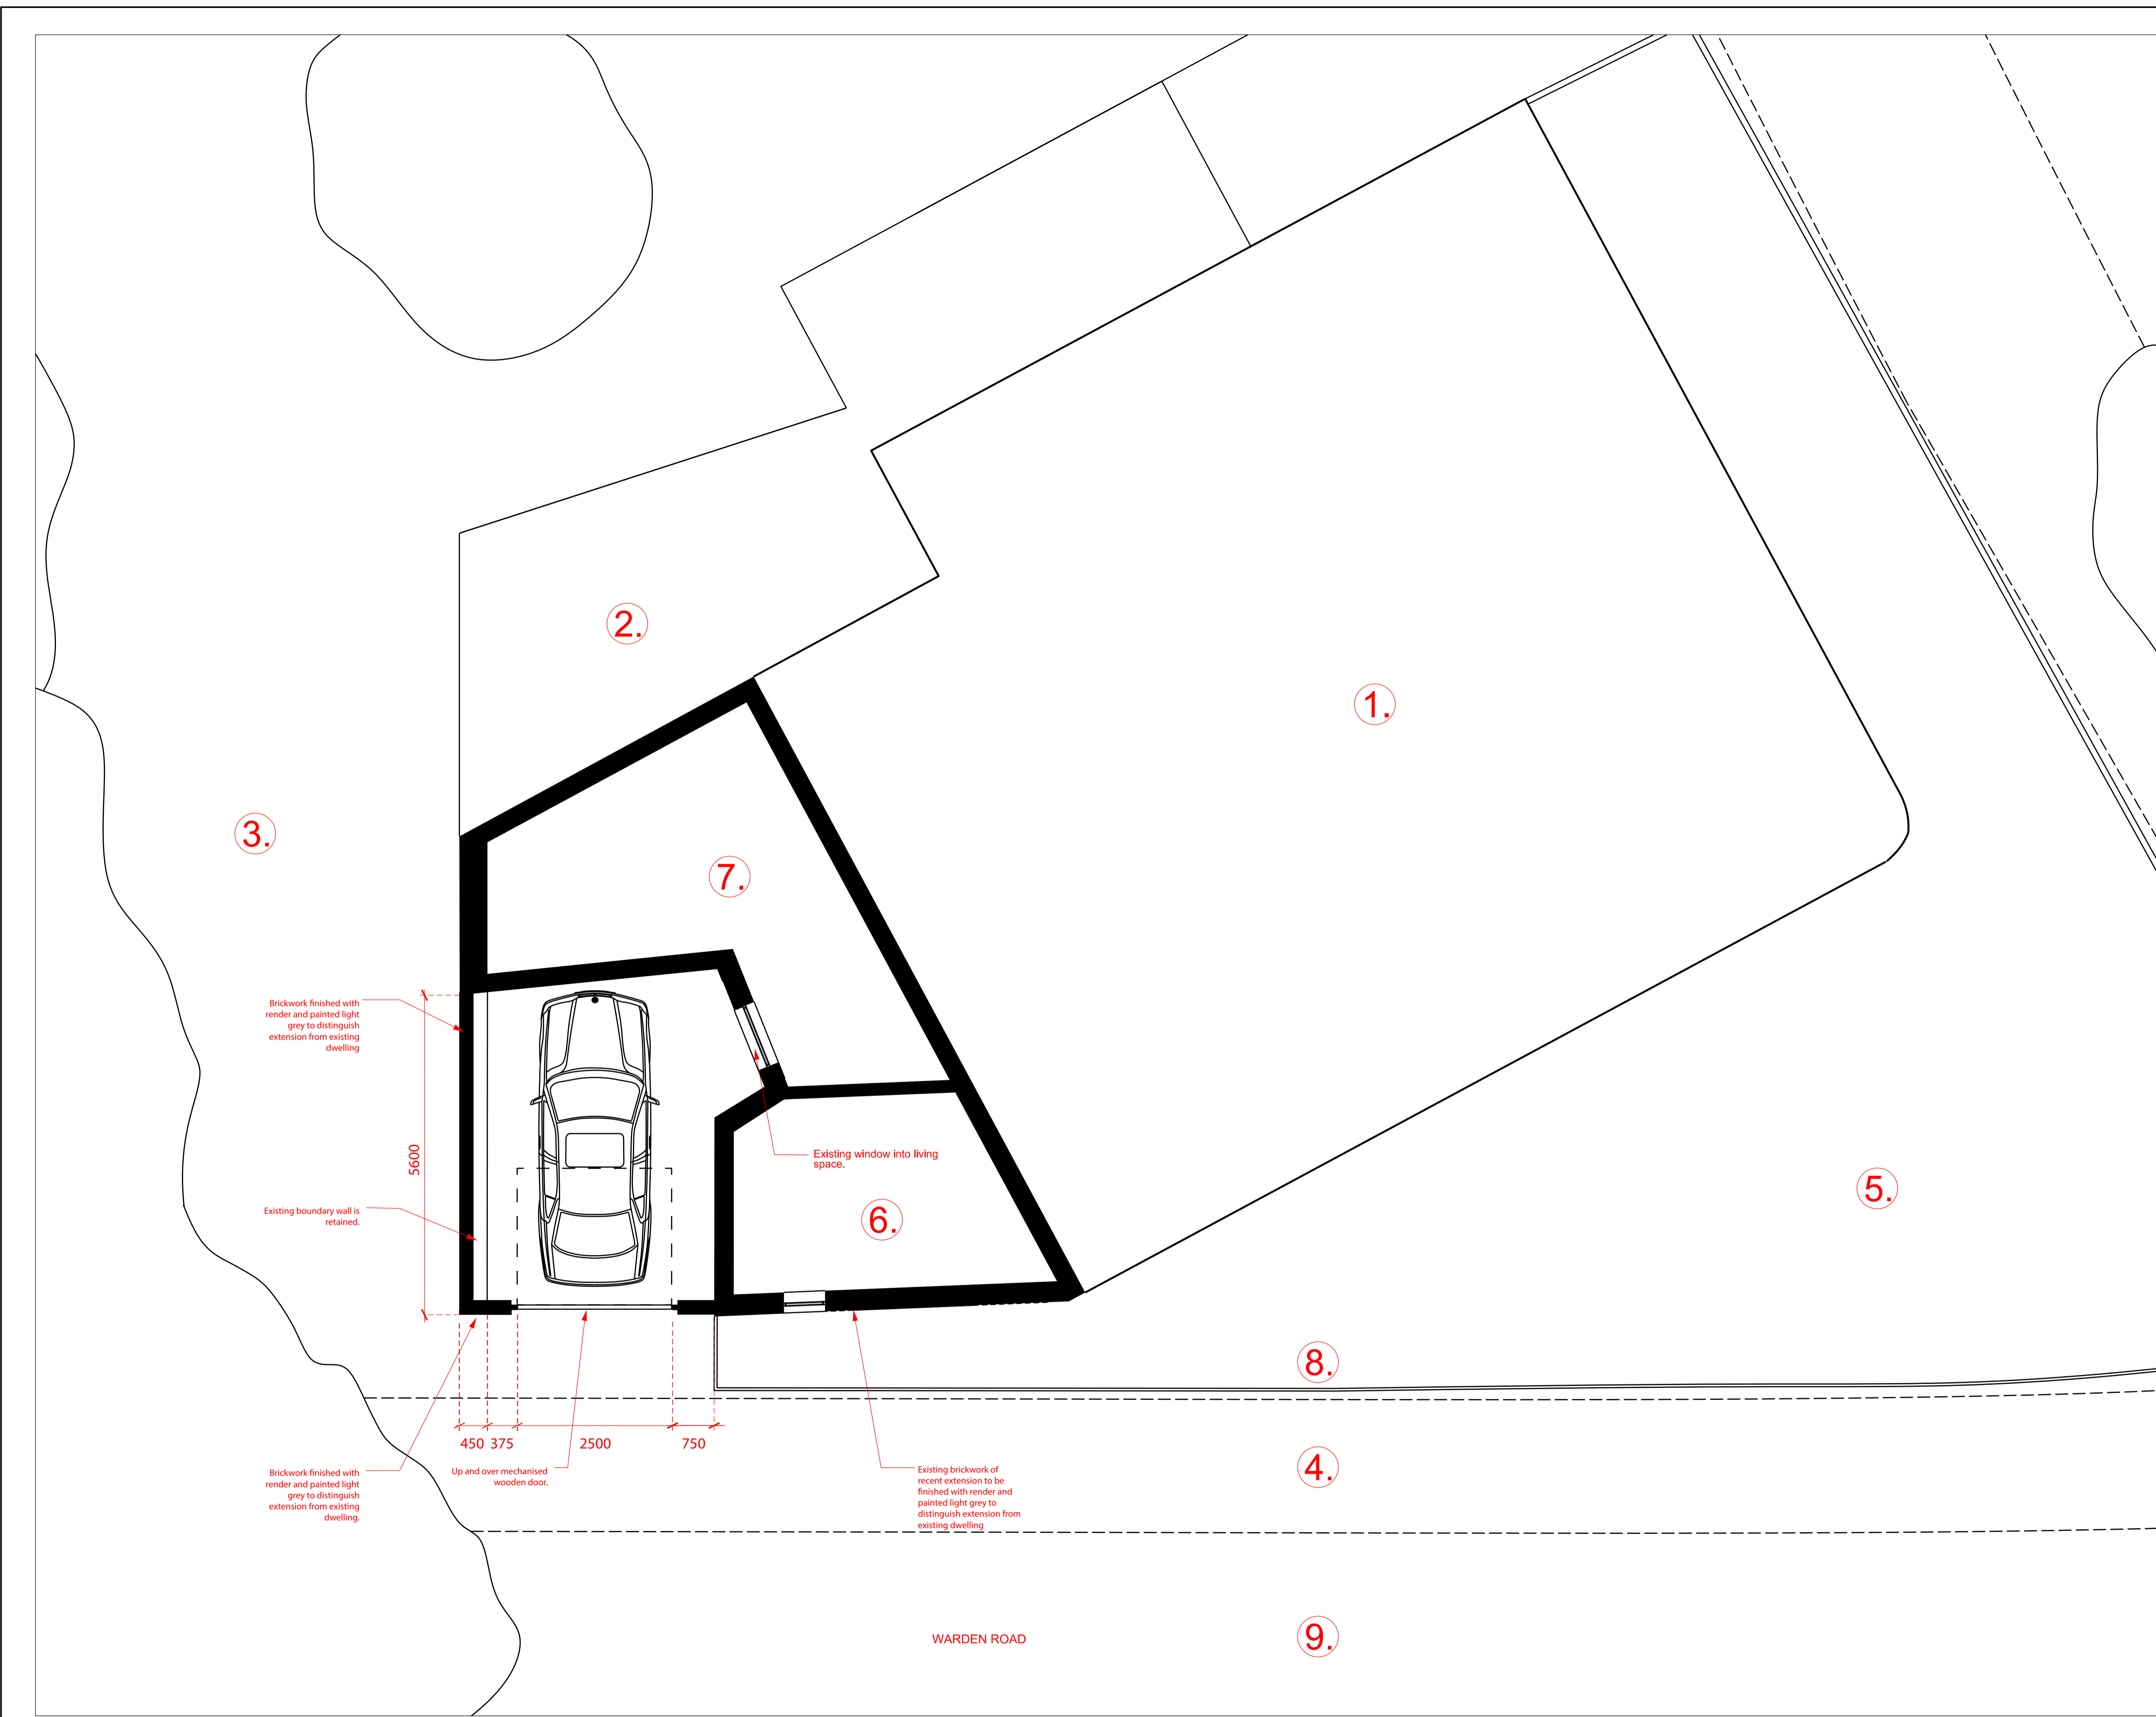 2.
1.
3.
7.
Brickwork finished with
render and painted light
grey to distinguish
extension from existing
dwelling
5600
Existing window into living
space.
5.
Existing boundary wall is
retained.
6.
8.
450 375 2500 750
4.
Up and over mechanised
wooden door.
Brickwork finished with
render and painted light
grey to distinguish
extension from existing
dwelling.
Existing brickwork of
recent extension to be
finished with render and
painted light grey to
distinguish extension from
existing dwelling
WARDEN ROAD
9.